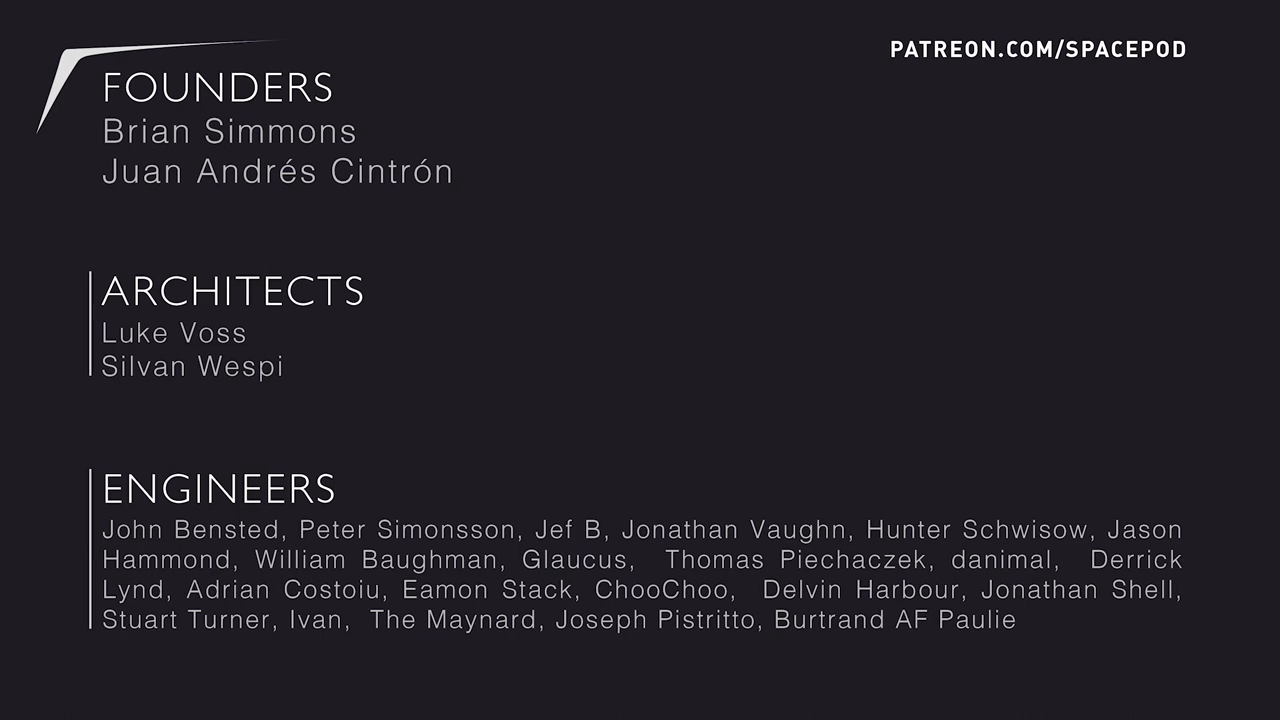 PATREON.COM/SPACEPOD
FOUNDERS
Brian Simmons
Juan Andrés Cintrón
ARCHITECTS
Luke Voss
Silvan Wespi
ENGINEERS
John Bensted, Peter Simonsson, Jef B, Jonathan Vaughn, Hunter Schwisow, Jason
Hammond, William Baughman, Glaucus, Thomas Piechaczek, danimal, Derrick
Lynd, Adrian Costoiu, Eamon Stack, ChooChoo, Delvin Harbour, Jonathan Shell,
Stuart Turner, Ivan, The Maynard, Joseph Pistritto, Burtrand AF Paulie